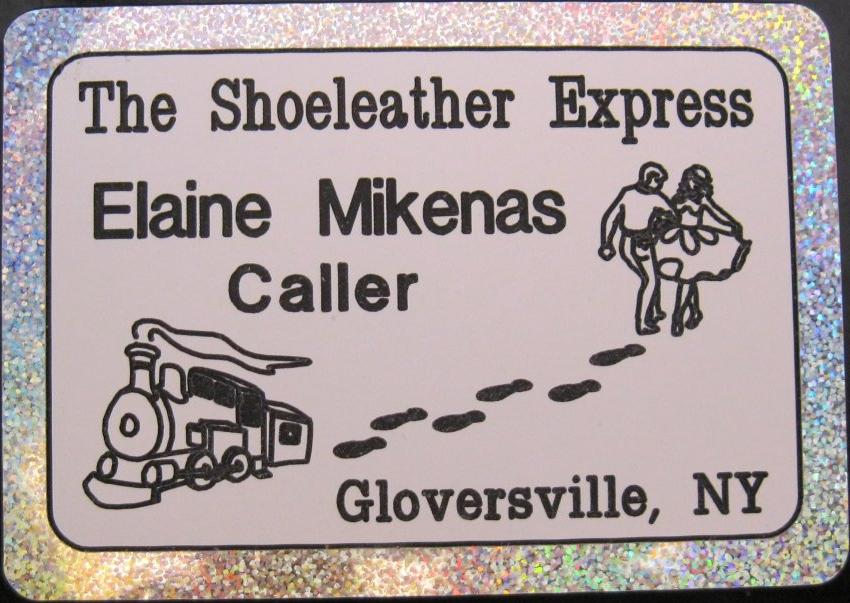 The Shoeleather Express
Elaine Mikenas
Caller
Gloversville, NY